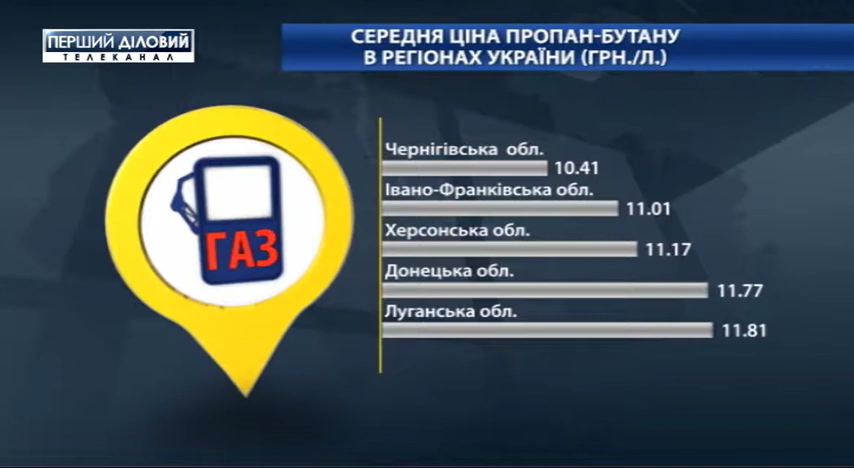 ПЕРШИЙ ДІЛОВИЙ
ТЕЛЕКАНАЛ
СЕРЕДНЯ ЦІНА ПРОПАН-БУТАНУ
В РЕГІОНАХ УКРАЇНИ (ГРН./Л.)
ГАЗ
Чернігівська обл.
10.41
Івано-Франківська обл.
11.01
Херсонська обл.
11.17
Донецька обл.
11.77
Луганська обл.
11.81